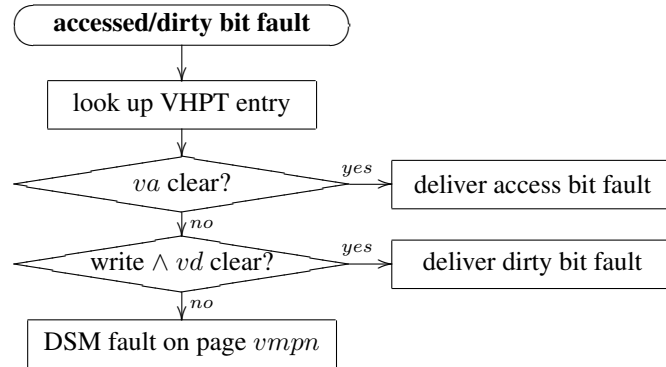 accessed/dirty bit fault
look up VHPT entry
va clear?
yes
deliver access bit fault
no
write ∧ vd clear?
yes
deliver dirty bit fault
no
DSM fault on page vmpn